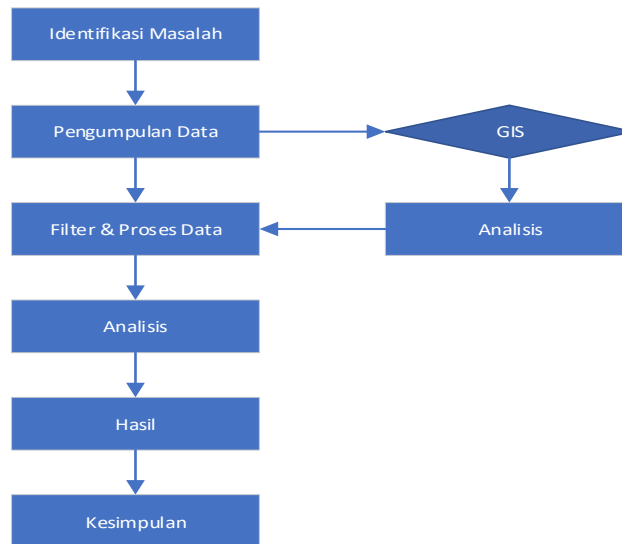 Identifikasi Masalah
Pengumpulan Data
GIS
Filter & Proses Data
Analisis
Analisis
Hasil
Kesimpulan